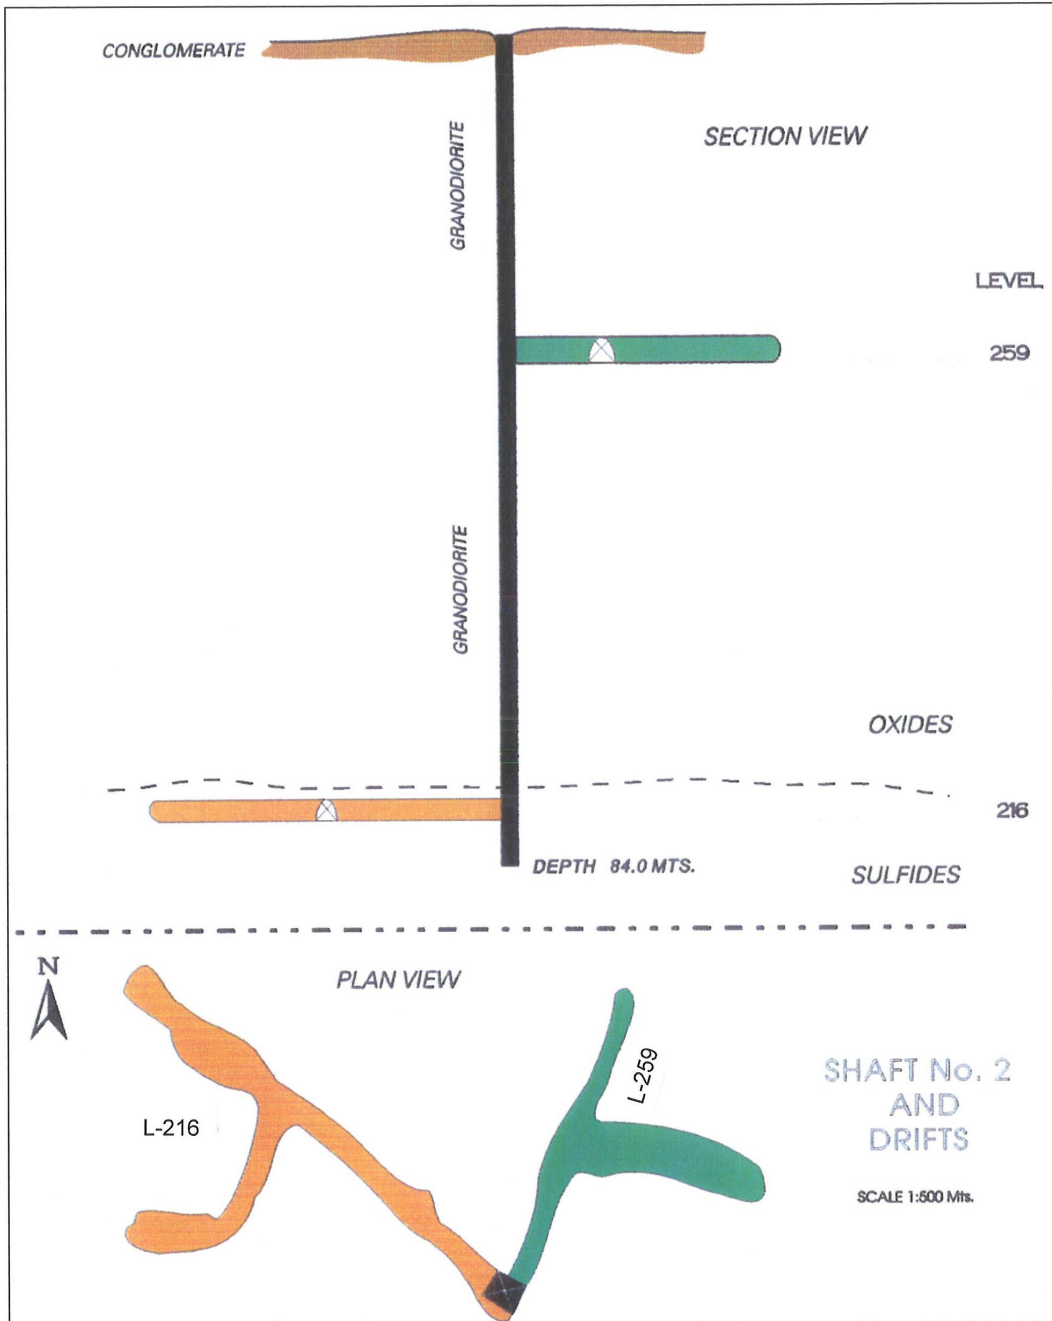 CONGLOMERATE
GRANODIORITE
SECTION VIEW
LEVEL
259
GRANODIORITE
OXIDES
216
DEPTH 84.0 MTS.
SULFIDES
N
PLAN VIEW
L-259
L-216
SHAFT No. 2
AND
DRIFTS
SCALE 1:500 Mts.